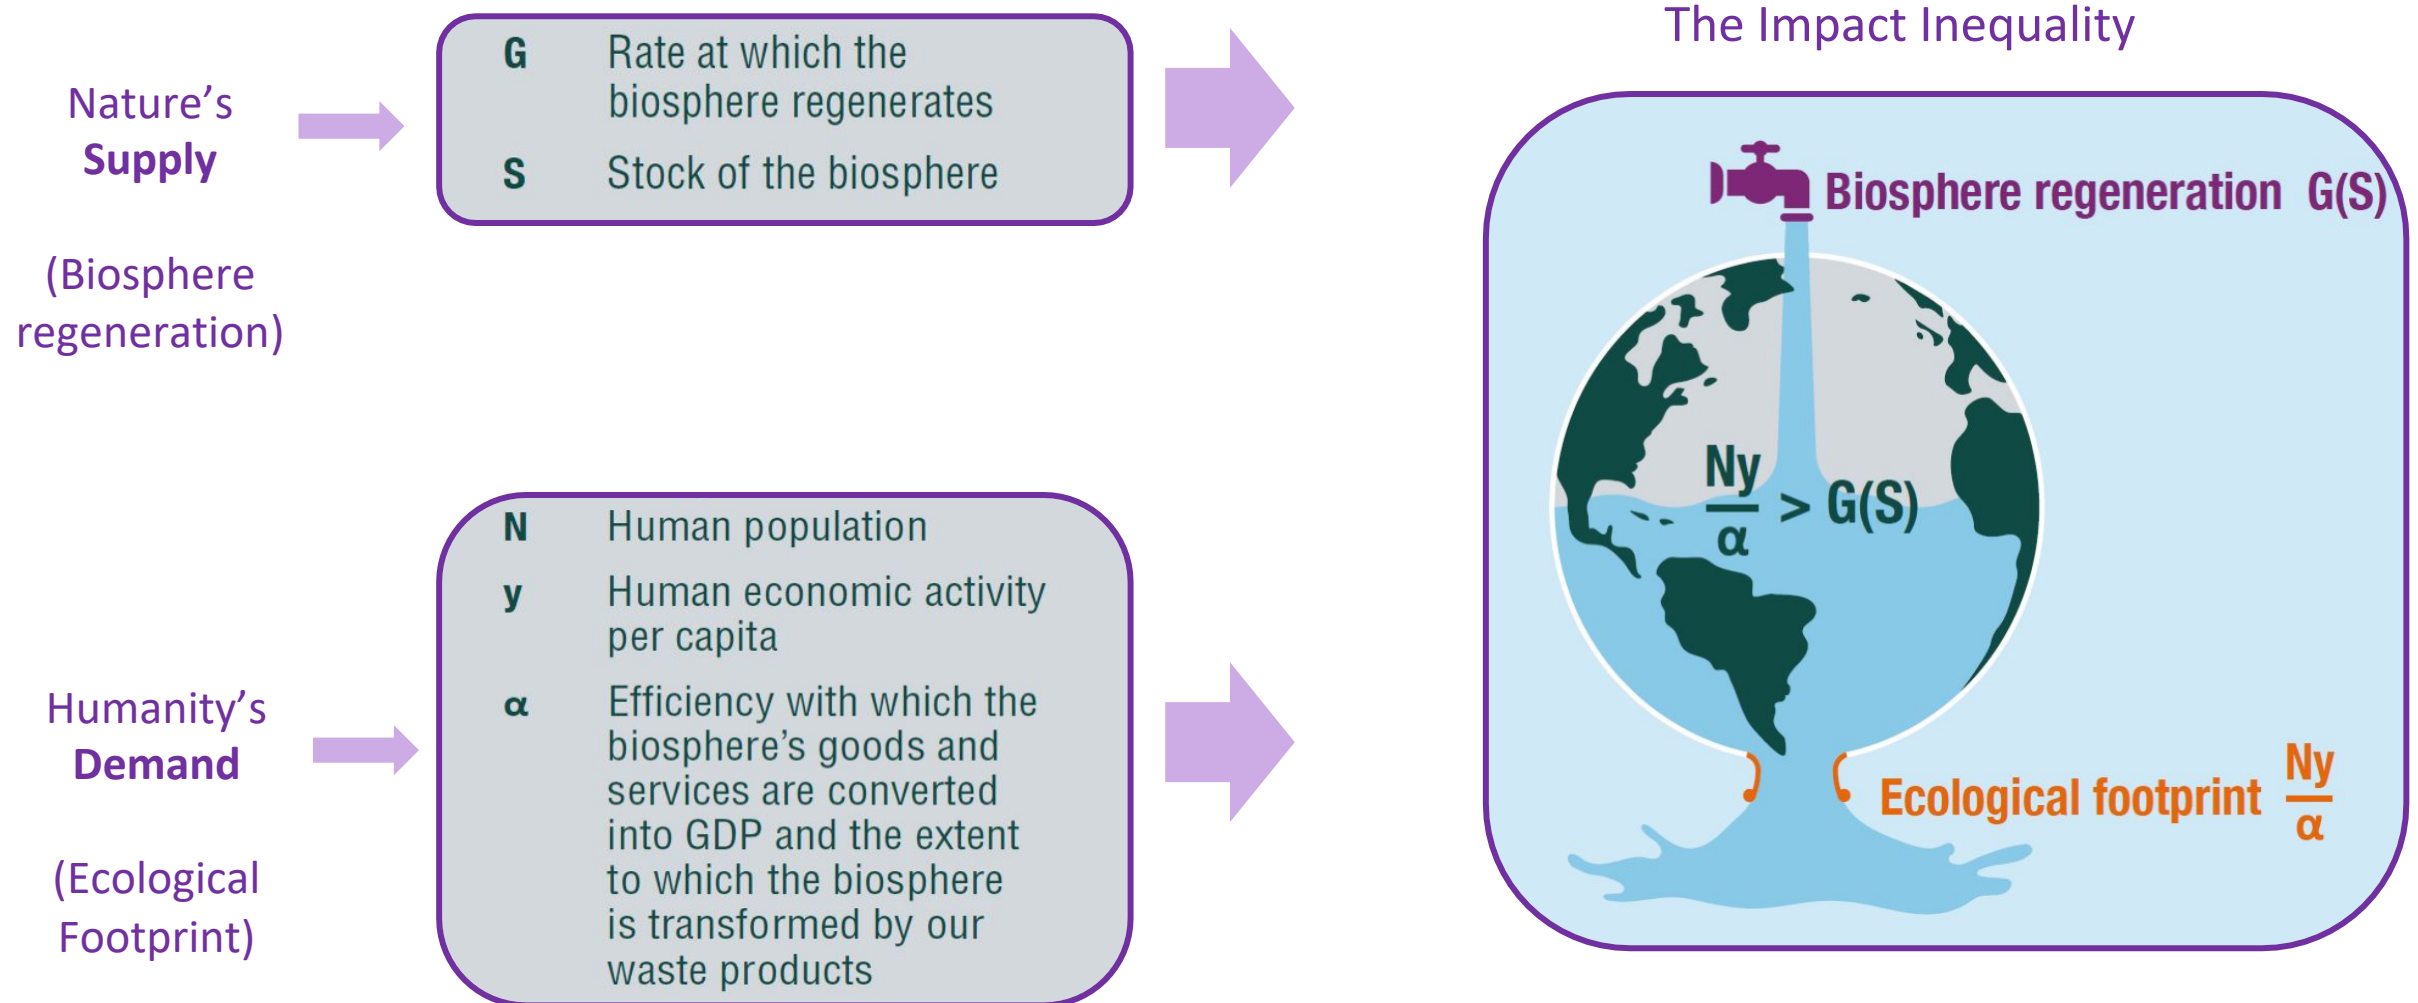 Nature’s
Supply
(Biosphere
regeneration)
G Rate at which the
biosphere regenerates
S Stock of the biosphere
Humanity’s
Demand
(Ecological
Footprint)
N Human population
y Human economic activity
per capita
α Efficiency with which the
biosphere’s goods and
services are converted
into GDP and the extent
to which the biosphere
is transformed by our
waste products
The Impact Inequality
Biosphere regeneration G(S)
Ny
α
> G(S)
Ecological footprint
Ny
α